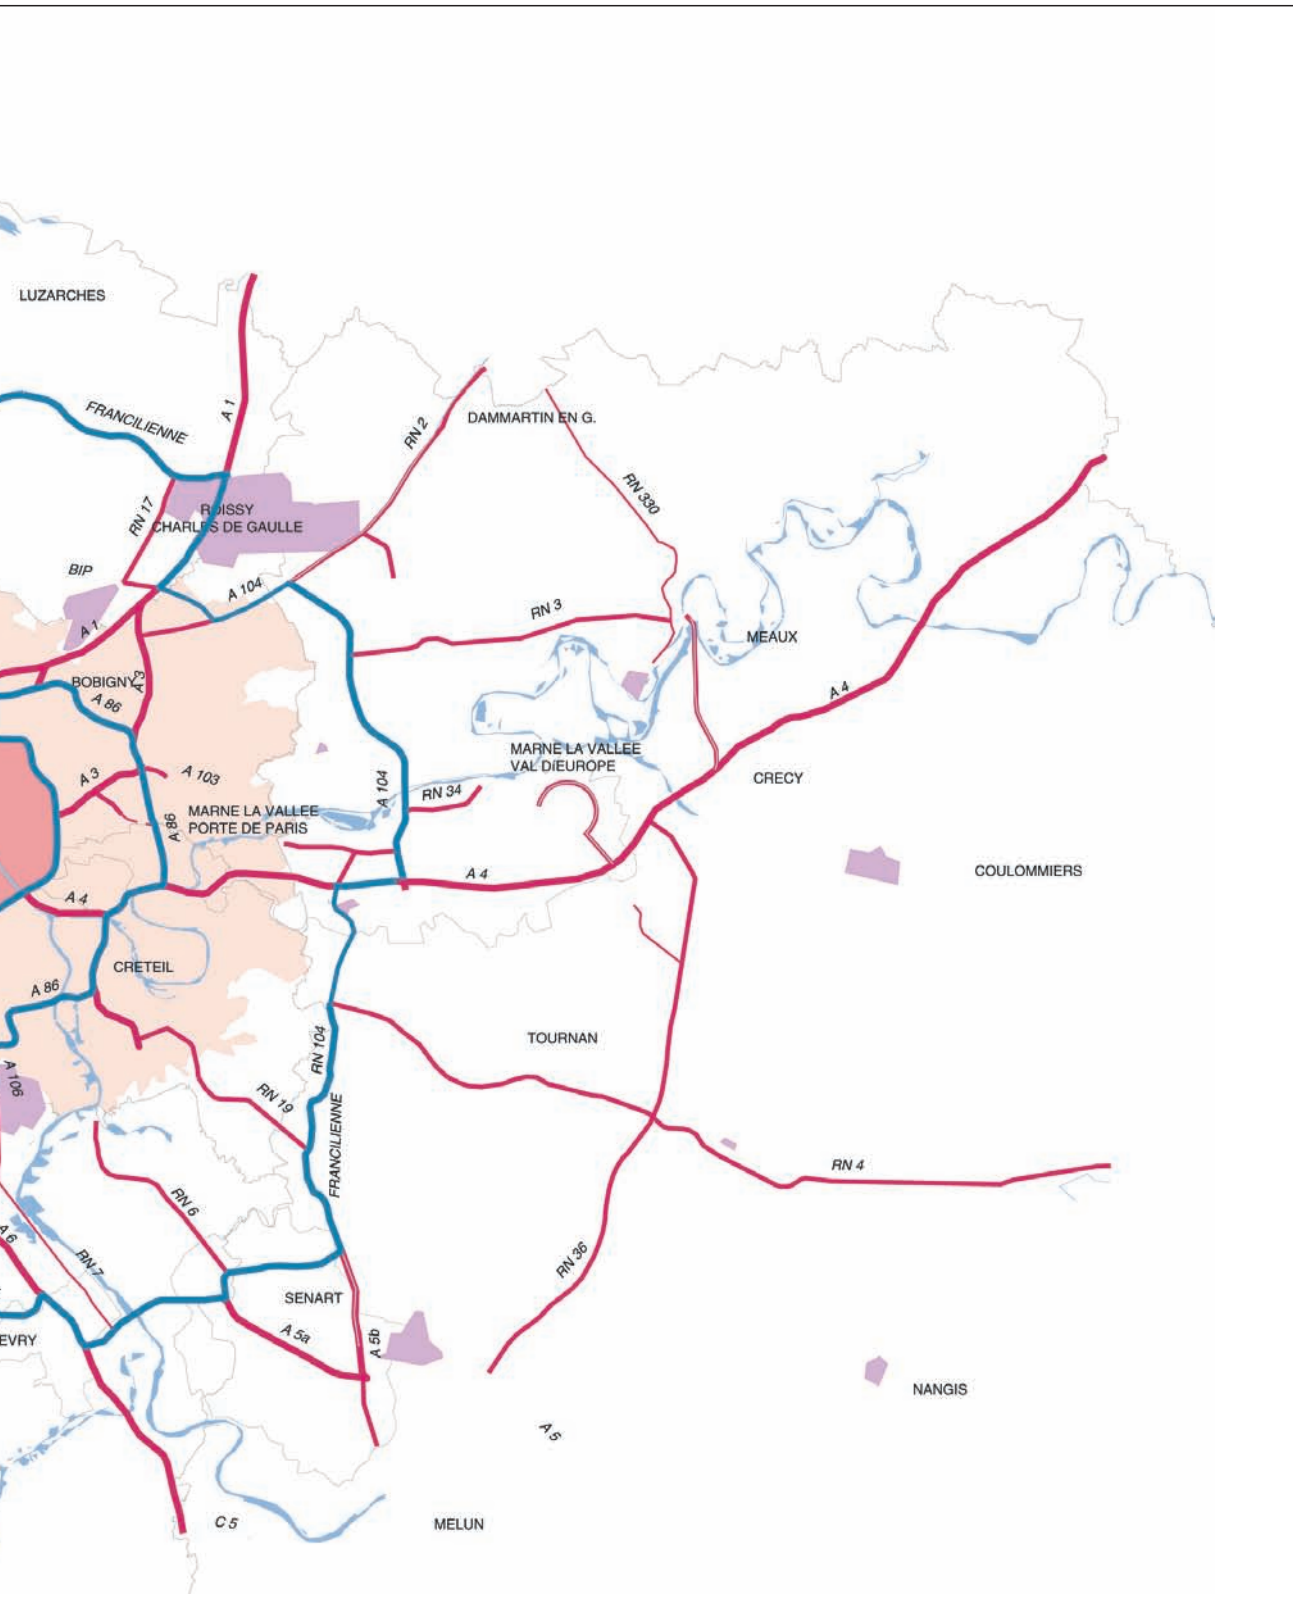 LUZARCHES
A 1
FRANCILIENNE
RN 2
DAMMARTIN EN G.
RN 330
RN 17
ROISSY
CHARLES DE GAULLE
BIP
A 104
A 1
RN 3
MEAUX
BOBIGNY
A 3
A 86
A 4
MARNE LA VALLEE
VAL DíEUROPE
A 3
A 103
A 104
RN 34
CRECY
MARNE LA VALLEE
PORTE DE PARIS
A 86
A 4
COULOMMIERS
A 4
CRETEIL
A 86
RN 104
TOURNAN
A 106
RN 19
FRANCILIENNE
RN 4
RN 6
A 6
RN 7
RN 36
SENART
A 5a
A 5b
EVRY
NANGIS
A 5
C 5
MELUN